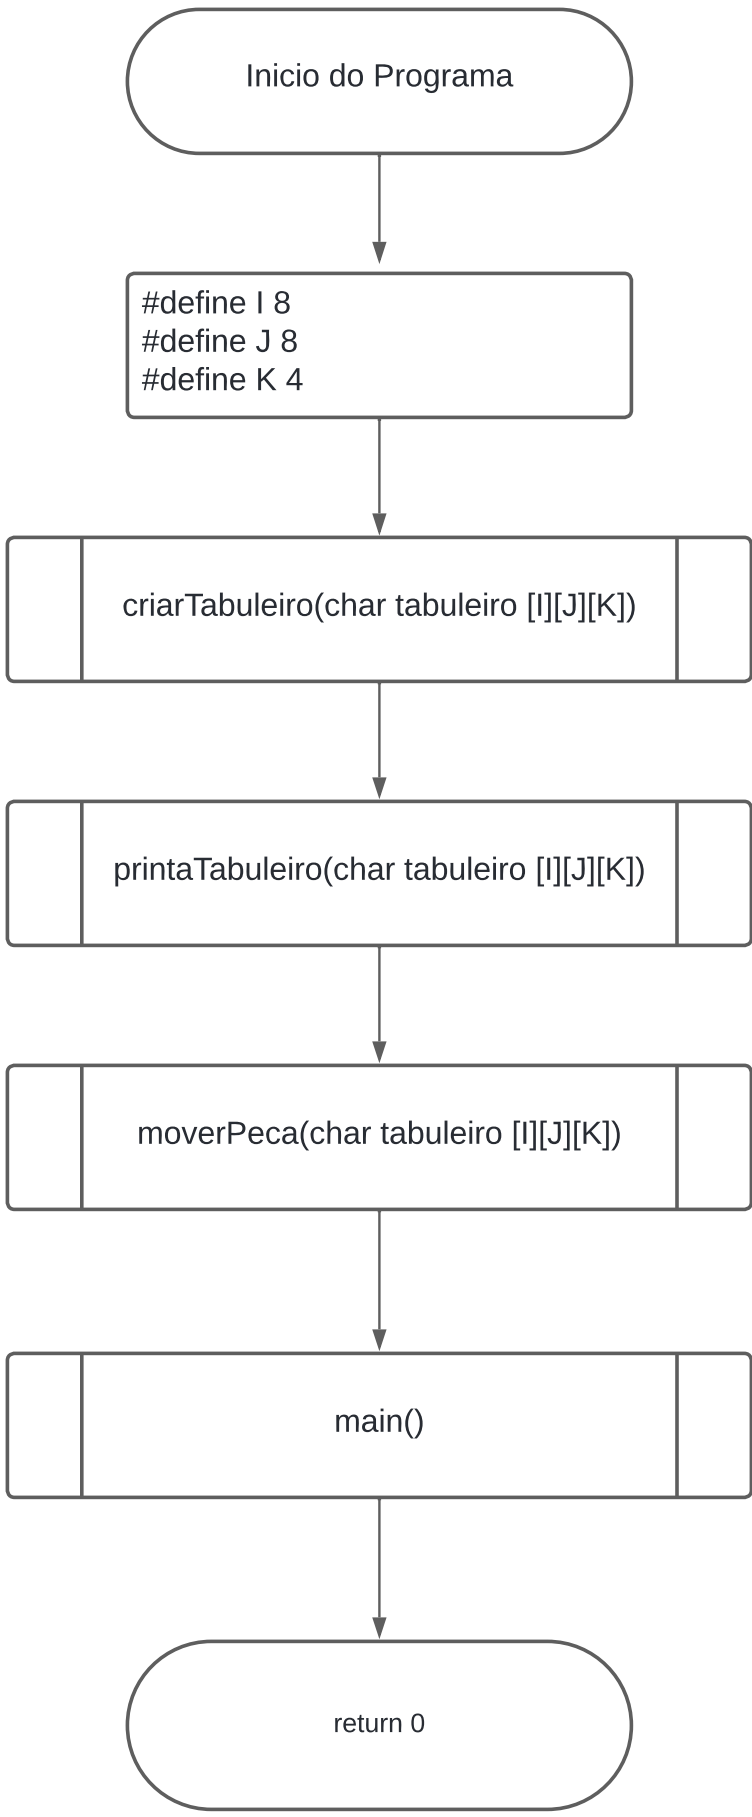 Inicio do Programa
#define I 8
#define J 8
#define K 4
criarTabuleiro(char tabuleiro [I][J][K])
printaTabuleiro(char tabuleiro [I][J][K])
moverPeca(char tabuleiro [I][J][K])
main()
return 0